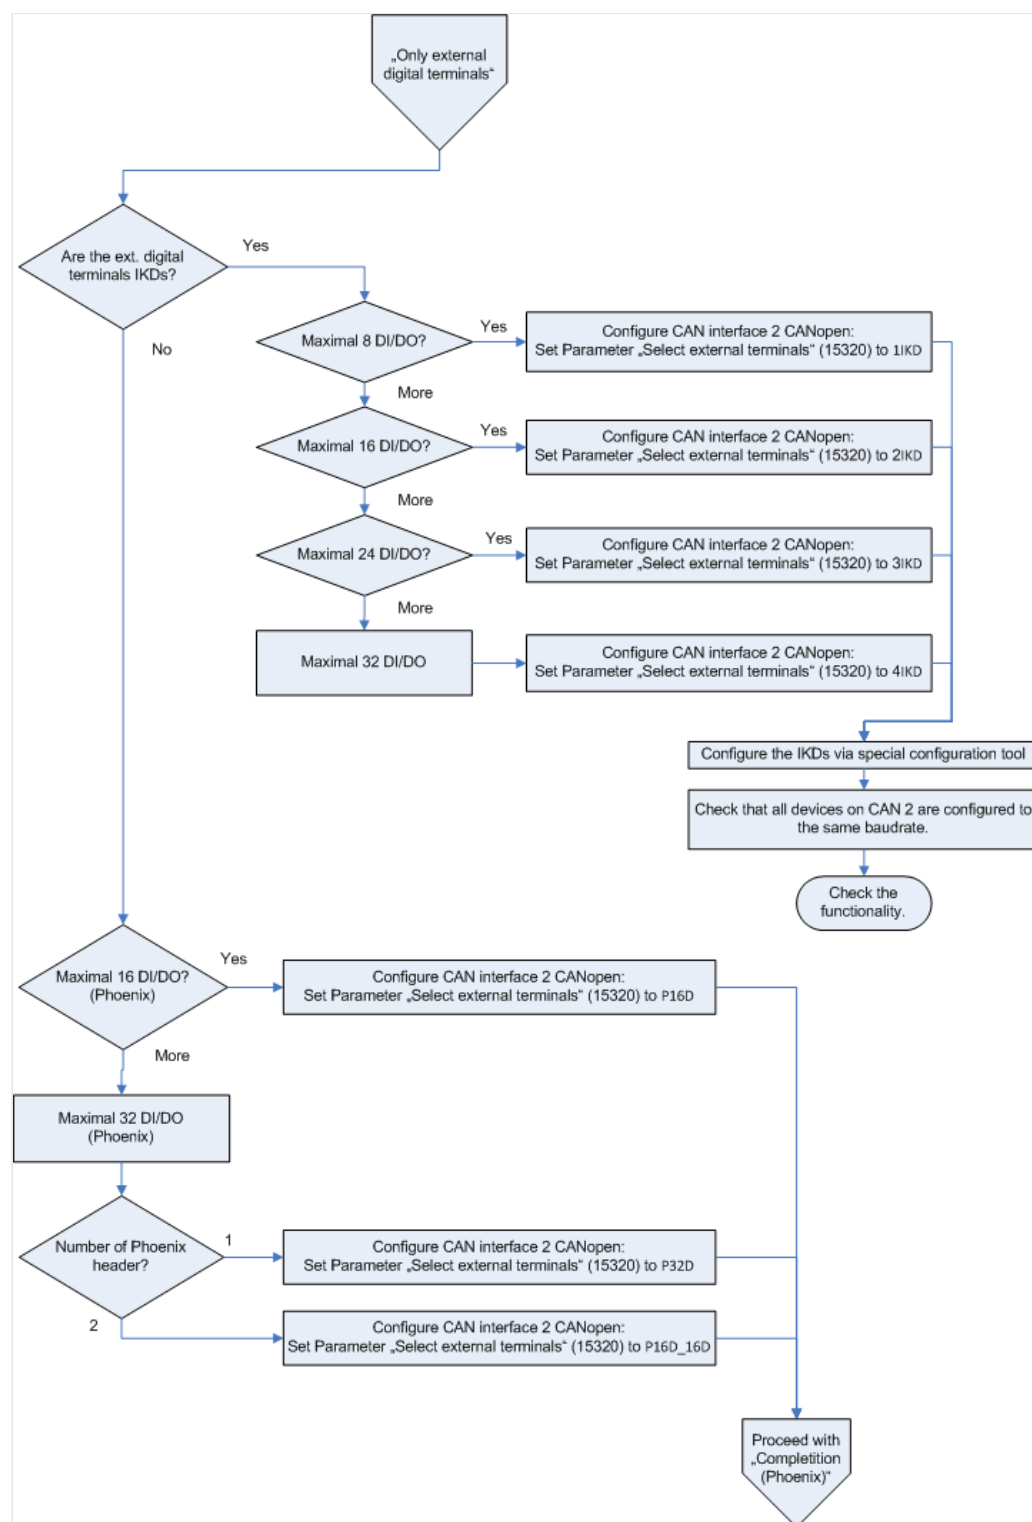 „Only external
digital terminals“
Are the ext. digital
terminals IKDs?
Yes
No
Maximal 8 DI/DO?
Yes
Configure CAN interface 2 CANopen:
Set Parameter „Select external terminals“ (15320) to 1IKD
More
Maximal 16 DI/DO?
Yes
Configure CAN interface 2 CANopen:
Set Parameter „Select external terminals“ (15320) to 2IKD
More
Maximal 24 DI/DO?
Yes
Configure CAN interface 2 CANopen:
Set Parameter „Select external terminals“ (15320) to 3IKD
More
Maximal 32 DI/DO
Configure CAN interface 2 CANopen:
Set Parameter „Select external terminals“ (15320) to 4IKD
Configure the IKDs via special configuration tool
Check that all devices on CAN 2 are configured to
the same baudrate.
Check the
functionality.
Maximal 16 DI/DO?
(Phoenix)
Yes
Configure CAN interface 2 CANopen:
Set Parameter „Select external terminals“ (15320) to P16D
More
Maximal 32 DI/DO
(Phoenix)
Number of Phoenix
header?
1
Configure CAN interface 2 CANopen:
Set Parameter „Select external terminals“ (15320) to P32D
2
Configure CAN interface 2 CANopen:
Set Parameter „Select external terminals“ (15320) to P16D_16D
Proceed with
„Completition
(Phoenix)“